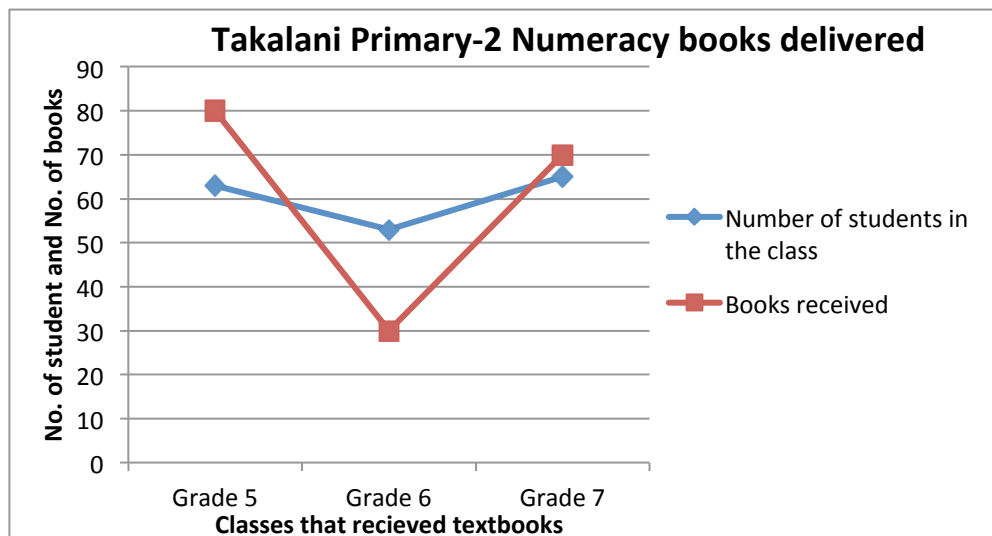 Takalani Primary-2 Numeracy books delivered
No. of student and No. of books
90
80
70
60
50
40
30
20
10
0
Grade 5 Grade 6 Grade 7
Classes that recieved textbooks
Number of students in
the class
Books received